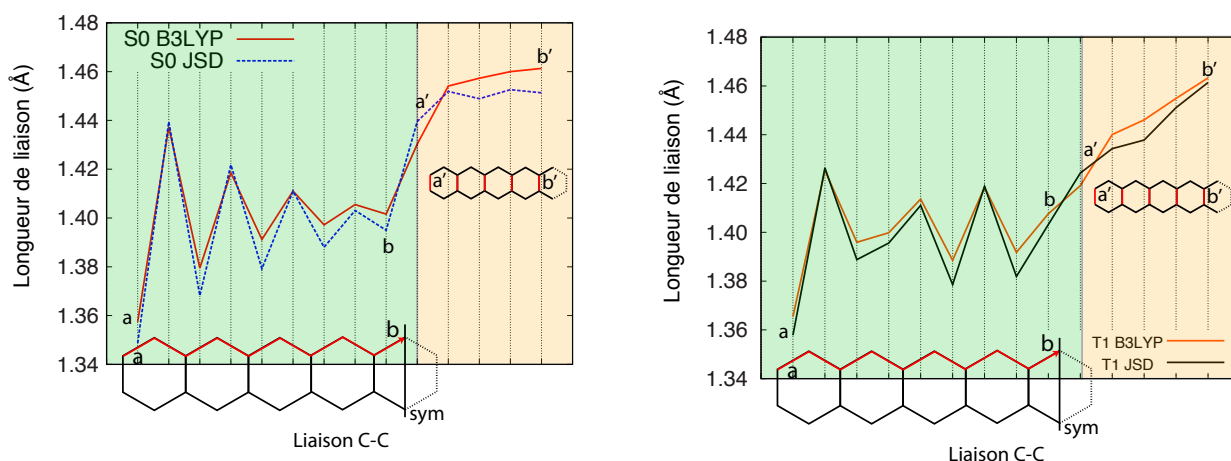 1.48
1.46
1.44
1.42
1.40
1.38
1.36
1.34
Longueur de liaison (Å)
S0 B3LYP
S0 JSD
a
a
b
a'
b'
a'
b'
b
sym
Liaison C-C
1.48
1.46
1.44
1.42
1.40
1.38
1.36
1.34
Longueur de liaison (Å)
a
a
b
a'
b'
a'
b'
T1 B3LYP
T1 JSD
b
sym
Liaison C-C